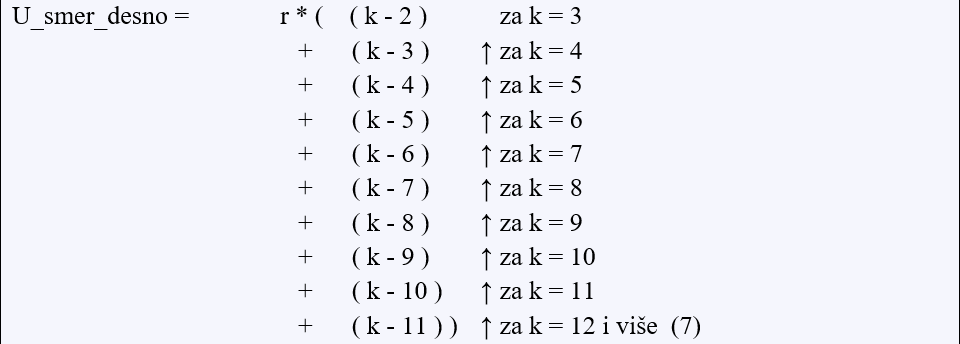 U_smer_desno = r * ( ( k - 2 ) za k = 3
+ ( k - 3 ) ↑ za k = 4
+ ( k - 4 ) ↑ za k = 5
+ ( k - 5 ) ↑ za k = 6
+ ( k - 6 ) ↑ za k = 7
+ ( k - 7 ) ↑ za k = 8
+ ( k - 8 ) ↑ za k = 9
+ ( k - 9 ) ↑ za k = 10
+ ( k - 10 ) ↑ za k = 11
+ ( k - 11 ) ) ↑ za k = 12 i više (7)